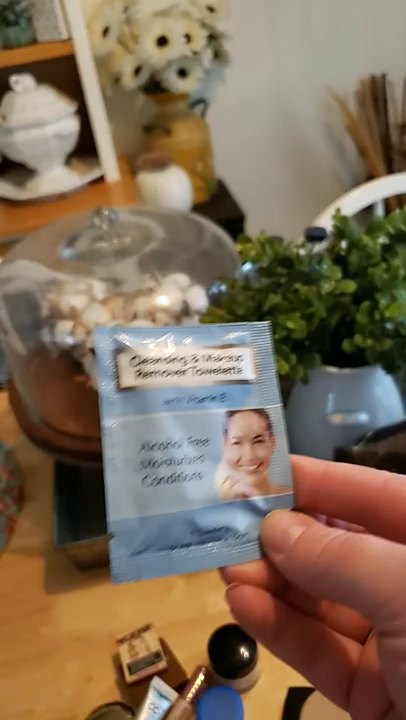 Cleansing & Makeup
Remover Towelette
with Vitamin E
Alcohol Free
Moisturizes
Conditions